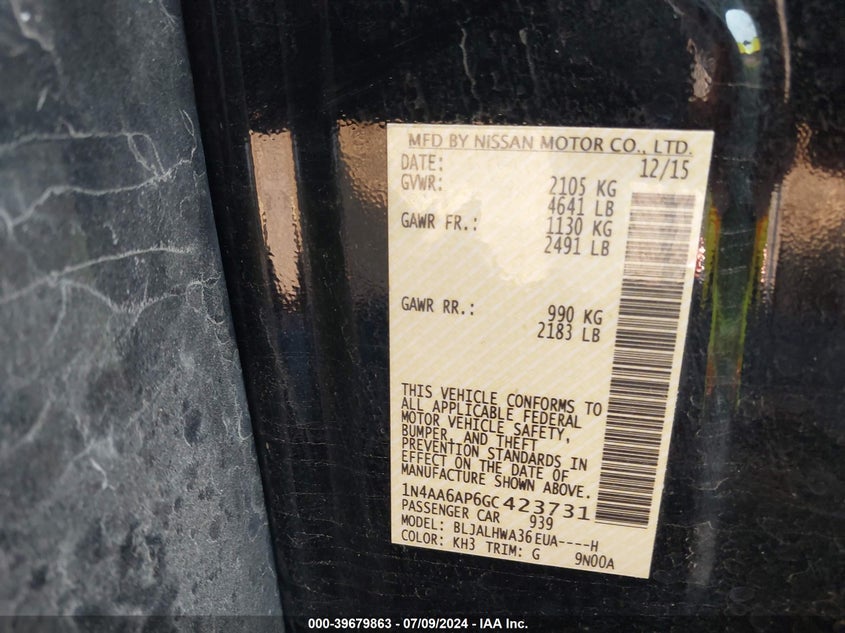 MFD BY NISSAN MOTOR CO., LTD.
DATE: 12/15
GVWR: 2105 KG
4641 LB
GAWR FR.: 1130 KG
2491 LB
GAWR RR.: 990 KG
2183 LB
THIS VEHICLE CONFORMS TO
ALL APPLICABLE FEDERAL
MOTOR VEHICLE SAFETY,
BUMPER, AND THEFT
PREVENTION STANDARDS IN
EFFECT ON THE DATE OF
MANUFACTURE SHOWN ABOVE.
1N4AA6AP6GC423731
PASSENGER CAR 939
MODEL: BLJALHWA36EUA----H
COLOR: KH3 TRIM: G 9N00A
000-39679863 - 07/09/2024 - IAA Inc.